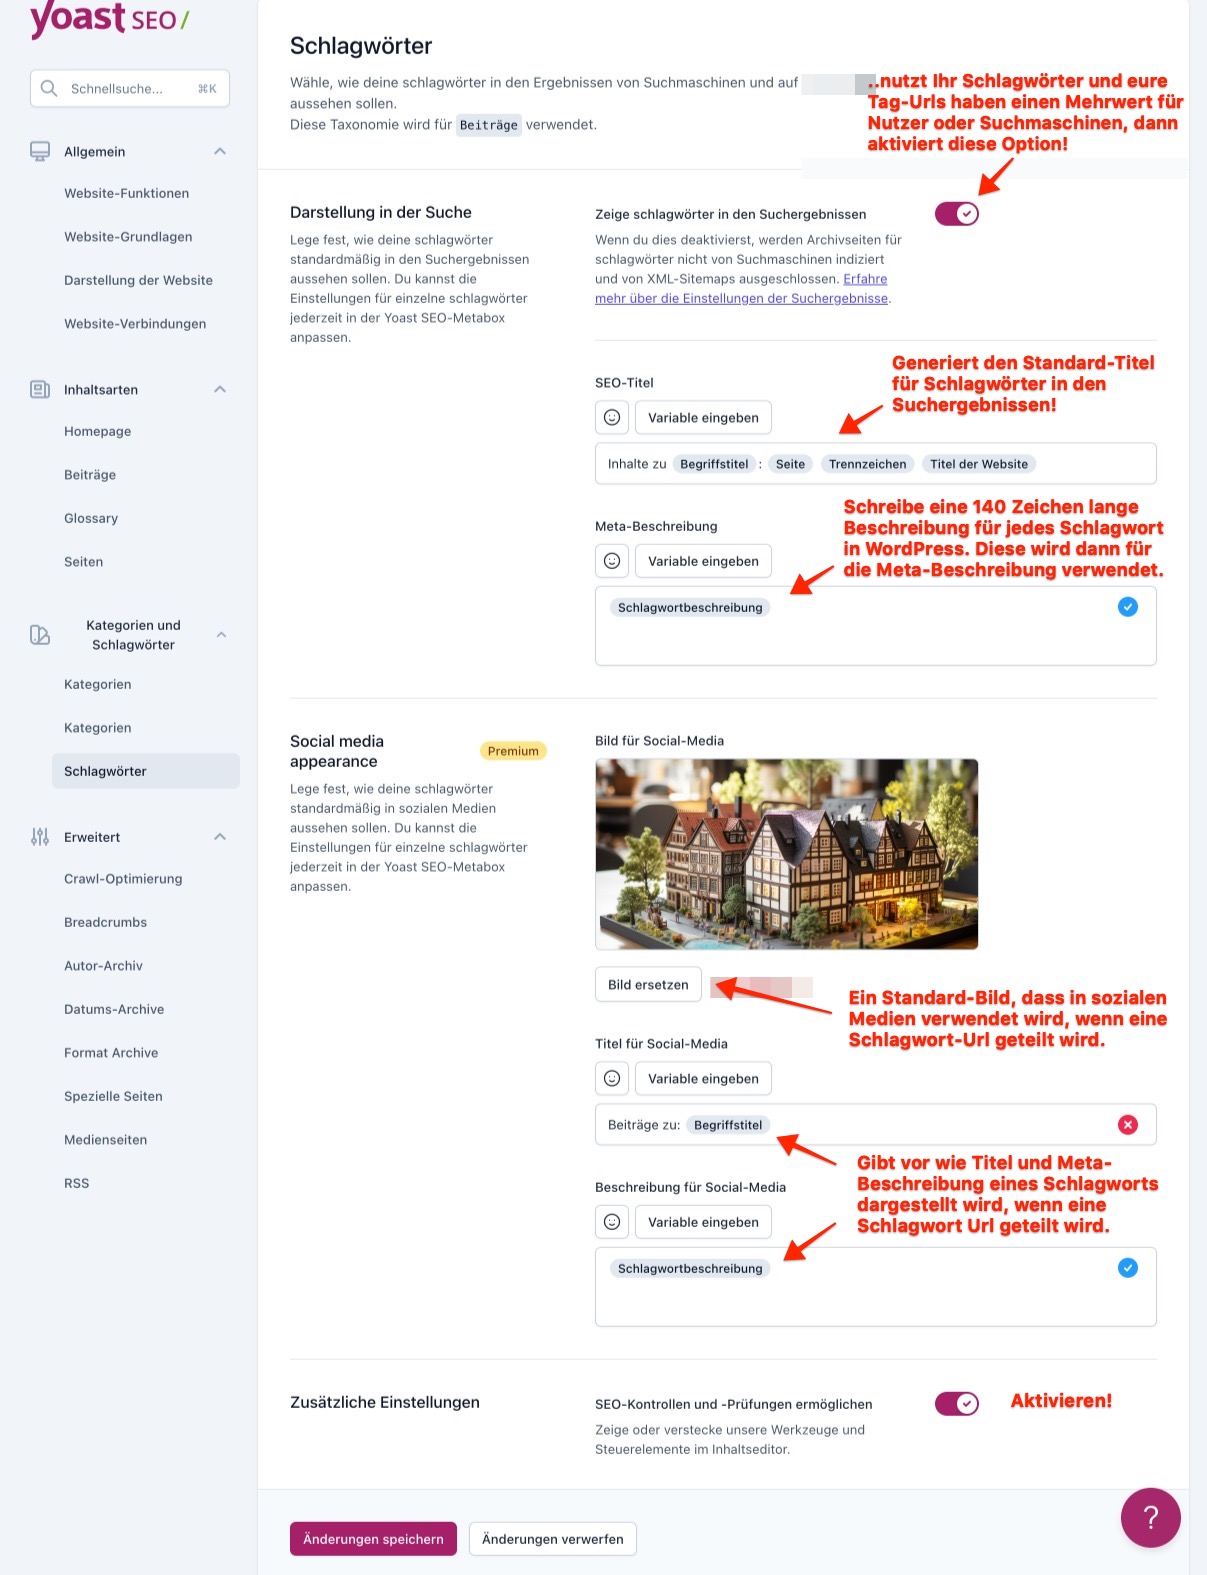 yoast SEO/
Schnellsuche... ⌘K
Allgemein
Website-Funktionen
Website-Grundlagen
Darstellung der Website
Website-Verbindungen
Inhaltsarten
Homepage
Beiträge
Glossary
Seiten
Kategorien und
Schlagwörter
Kategorien
Kategorien
Schlagwörter
Erweitert
Crawl-Optimierung
Breadcrumbs
Autor-Archiv
Datums-Archive
Format Archive
Spezielle Seiten
Medienseiten
RSS
Schlagwörter
Wähle, wie deine schlagwörter in den Ergebnissen von Suchmaschinen und auf
aussehen sollen.
Diese Taxonomie wird für Beiträge verwendet.
..nutzt Ihr Schlagwörter und eure
Tag-Urls haben einen Mehrwert für
Nutzer oder Suchmaschinen, dann
aktiviert diese Option!
Darstellung in der Suche
Lege fest, wie deine schlagwörter
standardmäßig in den Suchergebnissen
aussehen sollen. Du kannst die
Einstellungen für einzelne schlagwörter
jederzeit in der Yoast SEO-Metabox
anpassen.
Zeige schlagwörter in den Suchergebnissen
Wenn du dies deaktivierst, werden Archivseiten für
schlagwörter nicht von Suchmaschinen indiziert
und von XML-Sitemaps ausgeschlossen. Erfahre
mehr über die Einstellungen der Suchergebnisse.
Generiert den Standard-Titel
für Schlagwörter in den
Suchergebnissen!
SEO-Titel
Variable eingeben
Inhalte zu Begriffstitel : Seite Trennzeichen Titel der Website
Schreibe eine 140 Zeichen lange
Beschreibung für jedes Schlagwort
in WordPress. Diese wird dann für
die Meta-Beschreibung verwendet.
Meta-Beschreibung
Variable eingeben
Schlagwortbeschreibung
Social media
appearance
Premium
Lege fest, wie deine schlagwörter
standardmäßig in sozialen Medien
aussehen sollen. Du kannst die
Einstellungen für einzelne schlagwörter
jederzeit in der Yoast SEO-Metabox
anpassen.
Bild für Social-Media
Bild ersetzen
Ein Standard-Bild, dass in sozialen
Medien verwendet wird, wenn eine
Schlagwort-Url geteilt wird.
Titel für Social-Media
Variable eingeben
Beiträge zu: Begriffstitel
Gibt vor wie Titel und Meta-
Beschreibung eines Schlagworts
dargestellt wird, wenn eine
Schlagwort Url geteilt wird.
Beschreibung für Social-Media
Variable eingeben
Schlagwortbeschreibung
Zusätzliche Einstellungen
SEO-Kontrollen und -Prüfungen ermöglichen
Zeige oder verstecke unsere Werkzeuge und
Steuerelemente im Inhaltseditor.
Aktivieren!
Änderungen speichern
Änderungen verwerfen
?